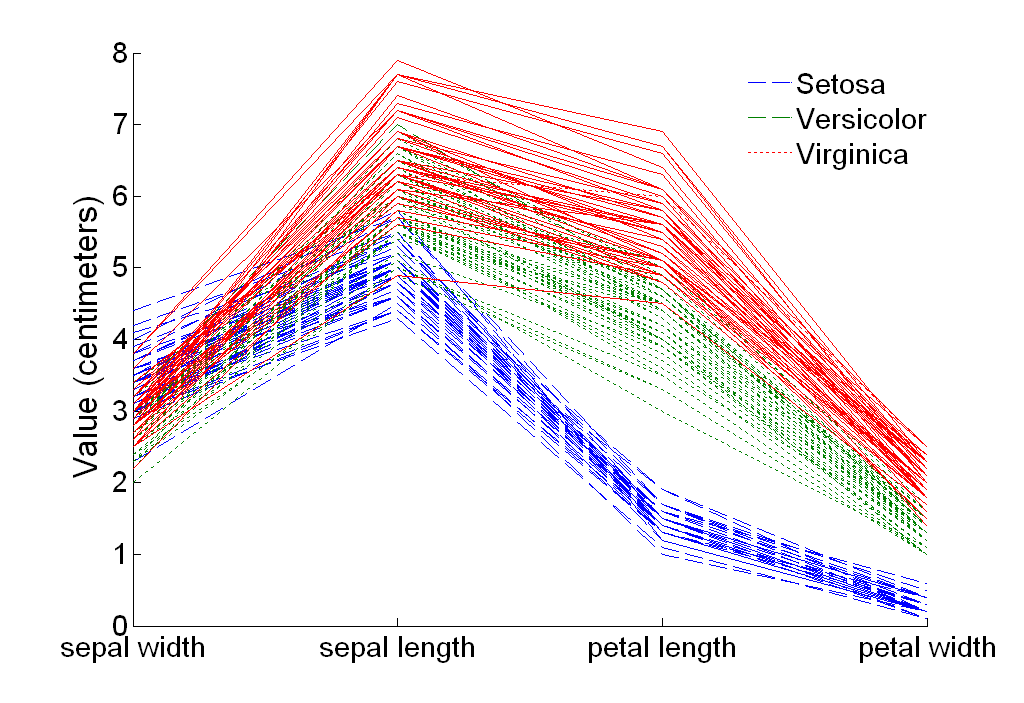 8
7
6
5
4
3
2
1
0
Value (centimeters)
Setosa
Versicolor
Virginica
sepal width
sepal length
petal length
petal width